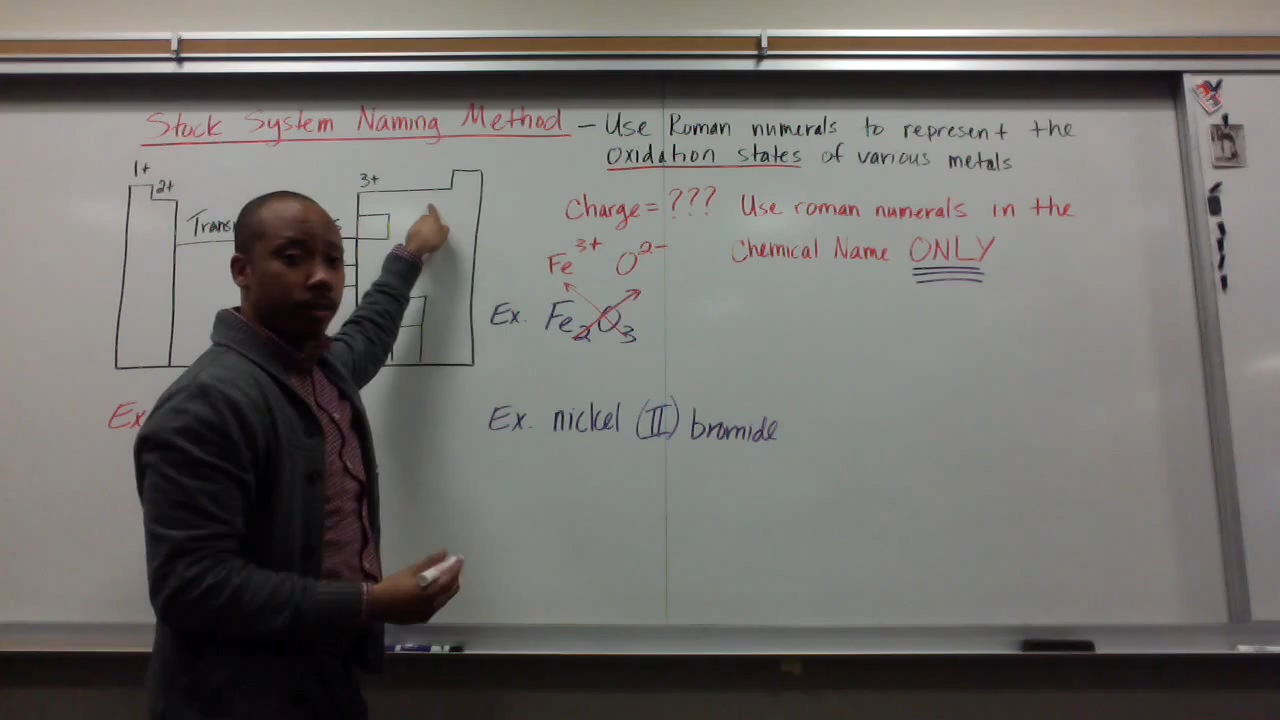 Stock System Naming Method – Use Roman numerals to represent the
Oxidation states of various metals
1+
2+
3+
Charge = ??? Use roman numerals in the
Chemical Name ONLY
Fe³⁺ O²⁻
Ex. Fe₂O₃
Ex. nickel (II) bromide
Ex